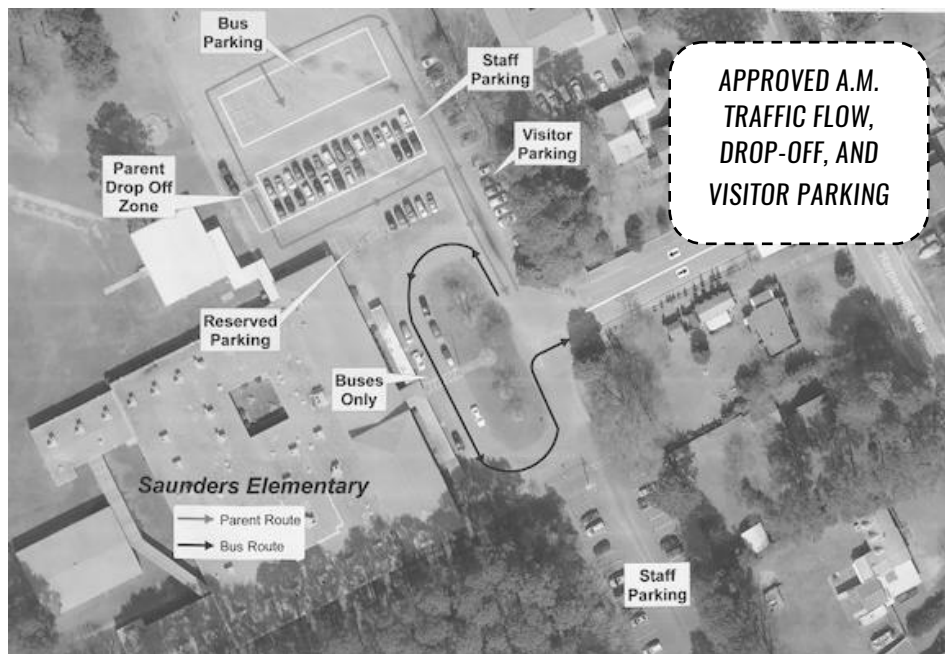 Bus
Parking
Staff
Parking
Visitor
Parking
APPROVED A.M.
TRAFFIC FLOW,
DROP-OFF, AND
VISITOR PARKING
Parent
Drop Off
Zone
Reserved
Parking
Buses
Only
Saunders Elementary
Parent Route
Bus Route
Staff
Parking